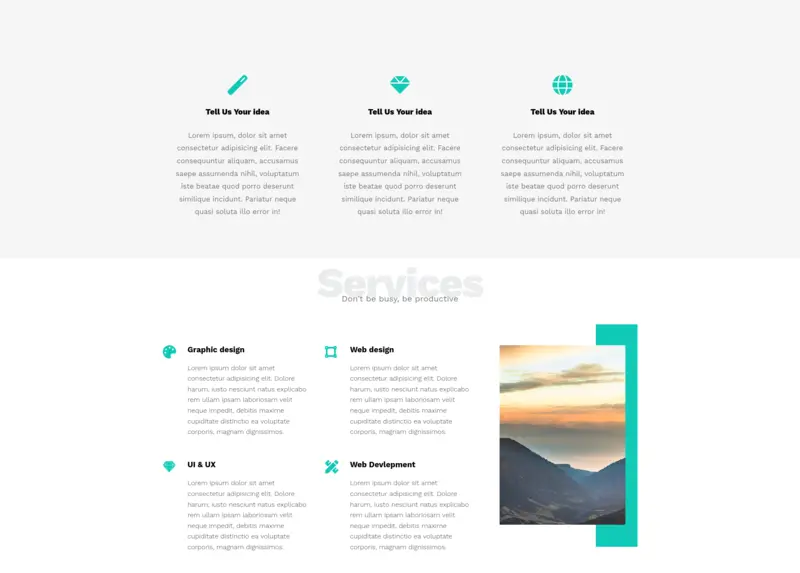 Tell Us Your idea
Lorem ipsum, dolor sit amet
consectetur adipisicing elit. Facere
consequuntur aliquam, accusamus
saepe assumenda nihil, voluptatum
iste beatae quod porro deserunt
similique incidunt. Pariatur neque
quasi soluta illo error in!
Tell Us Your idea
Lorem ipsum, dolor sit amet
consectetur adipisicing elit. Facere
consequuntur aliquam, accusamus
saepe assumenda nihil, voluptatum
iste beatae quod porro deserunt
similique incidunt. Pariatur neque
quasi soluta illo error in!
Tell Us Your idea
Lorem ipsum, dolor sit amet
consectetur adipisicing elit. Facere
consequuntur aliquam, accusamus
saepe assumenda nihil, voluptatum
iste beatae quod porro deserunt
similique incidunt. Pariatur neque
quasi soluta illo error in!
Services
Don't be busy, be productive
Graphic design
Lorem ipsum dolor sit amet
consectetur adipisicing elit. Dolore
harum, iusto nesciunt natus explicabo
rem ullam ipsam laboriosam velit
neque impedit, debitis maxime
cupiditate distinctio ea voluptate
corporis, magnam dignissimos.
Web design
Lorem ipsum dolor sit amet
consectetur adipisicing elit. Dolore
harum, iusto nesciunt natus explicabo
rem ullam ipsam laboriosam velit
neque impedit, debitis maxime
cupiditate distinctio ea voluptate
corporis, magnam dignissimos.
UI & UX
Lorem ipsum dolor sit amet
consectetur adipisicing elit. Dolore
harum, iusto nesciunt natus explicabo
rem ullam ipsam laboriosam velit
neque impedit, debitis maxime
cupiditate distinctio ea voluptate
corporis, magnam dignissimos.
Web Devlepment
Lorem ipsum dolor sit amet
consectetur adipisicing elit. Dolore
harum, iusto nesciunt natus explicabo
rem ullam ipsam laboriosam velit
neque impedit, debitis maxime
cupiditate distinctio ea voluptate
corporis, magnam dignissimos.